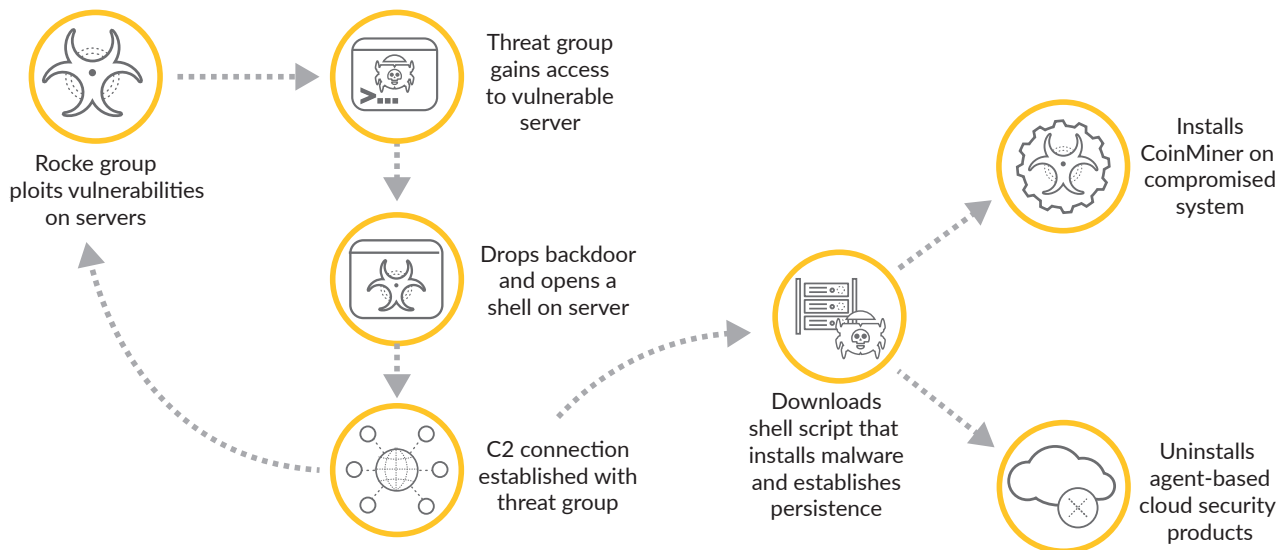 Rocke group
ploits vulnerabilities
on servers
>...
Threat group
gains access
to vulnerable
server
Drops backdoor
and opens a
shell on server
C2 connection
established with
threat group
Downloads
shell script that
installs malware
and establishes
persistence
Installs
CoinMiner on
compromised
system
Uninstalls
agent-based
cloud security
products